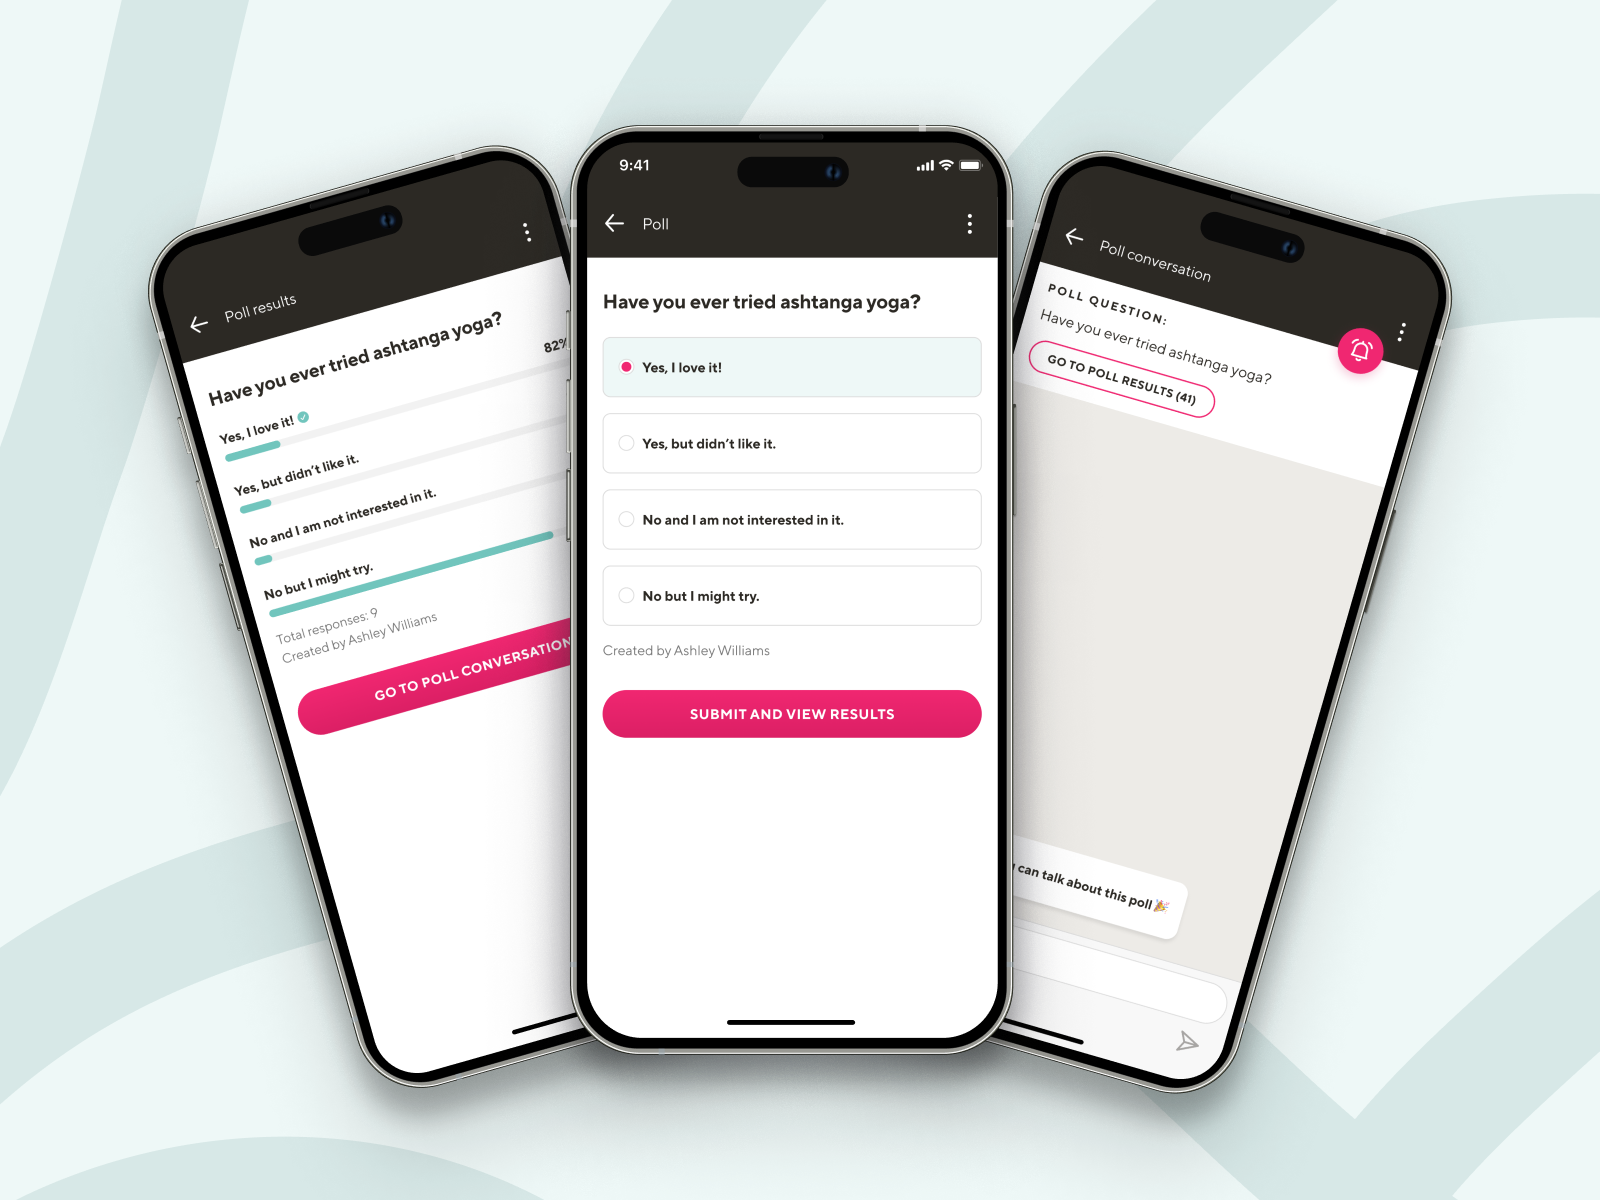 Poll results
Have you ever tried ashtanga yoga?
82%
Yes, I love it!
Yes, but didn’t like it.
No and I am not interested in it.
No but I might try.
Total responses: 9
Created by Ashley Williams
GO TO POLL CONVERSATION
9:41
Poll
Have you ever tried ashtanga yoga?
Yes, I love it!
Yes, but didn’t like it.
No and I am not interested in it.
No but I might try.
Created by Ashley Williams
SUBMIT AND VIEW RESULTS
Poll conversation
POLL QUESTION:
Have you ever tried ashtanga yoga?
GO TO POLL RESULTS (41)
can talk about this poll 🎉